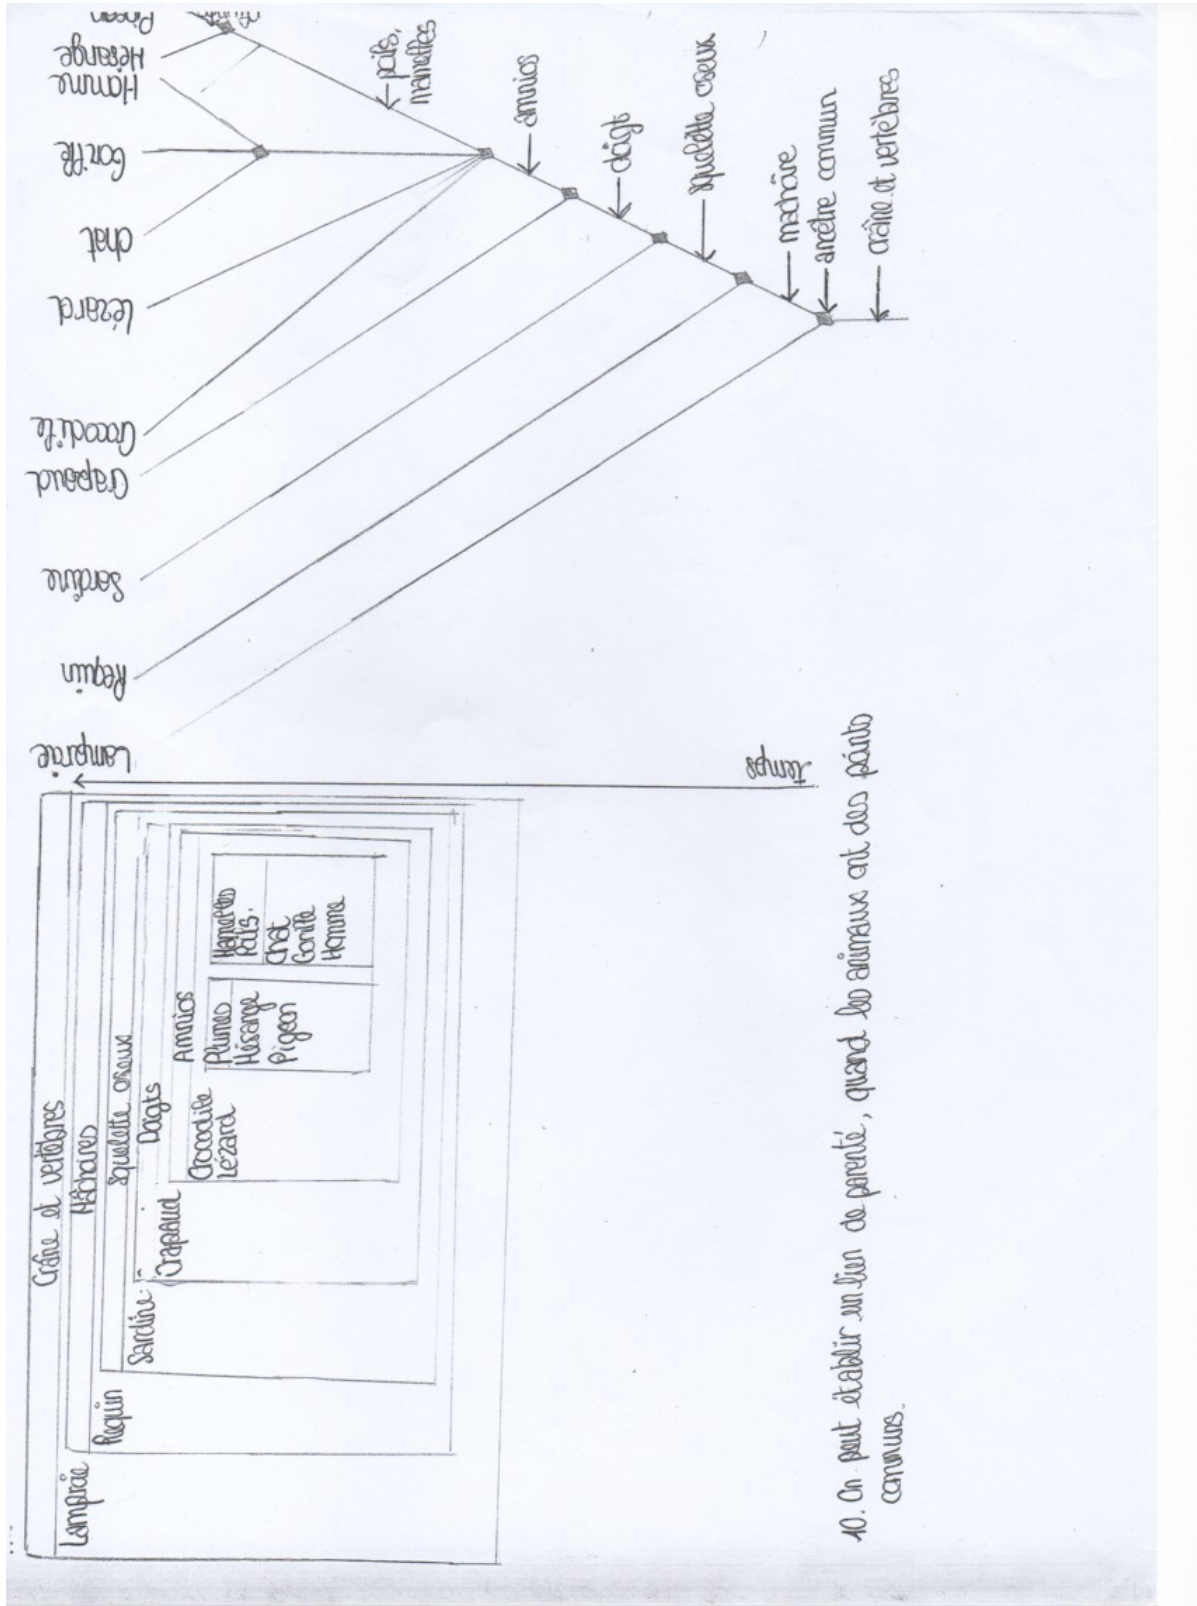 Crâne et vertèbres
Lamproie
Mâchoires
Requin
Squelette osseux
Sardine
Doigts
Crapaud
Amnios
Crocodile
Lézard
Plumes
Mésange
Pigeon
Mamelles
Poils.
Chat
Gorille
Homme
temps
Lamproie
Requin
Sardine
Crapaud
Crocodile
Lézard
Chat
Gorille
Homme
Mésange
Pigeon
poils,
mamelles
amnios
doigt
squelette osseux
machoire
ancêtre commun
crâne et vertèbres
10. On peut établir un lien de parenté, quand les animaux ont des points
communs.